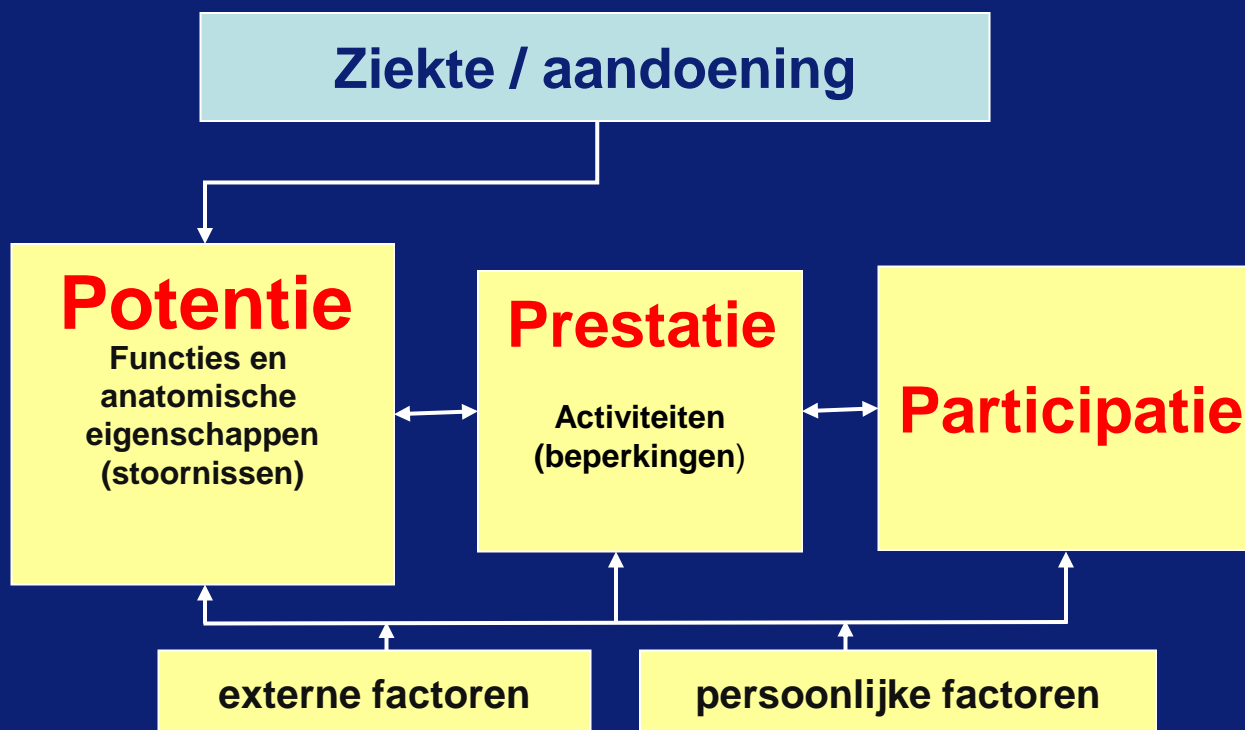 Ziekte / aandoening
Potentie
Functies en
anatomische
eigenschappen
(stoornissen)
Prestatie
Activiteiten
(beperkingen)
Participatie
externe factoren
persoonlijke factoren